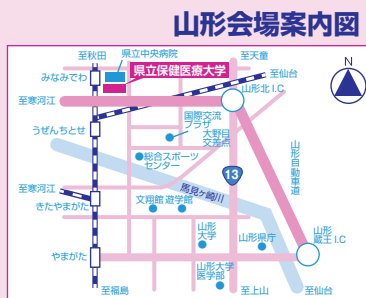 山形会場案内図
至秋田
県立中央病院
至天童
N
みなみでわ
県立保健医療大学
至仙台
至寒河江
山形北I.C
国際交流
プラザ
大野目
交差点
うぜんちとせ
総合スポーツ
センター
山形自動車道
13
至寒河江
馬見ヶ崎川
きたやまがた
文翔館
遊学館
山形
大学
山形県庁
山形
蔵王I.C
やまがた
山形大学
医学部
至福島
至上山
至仙台